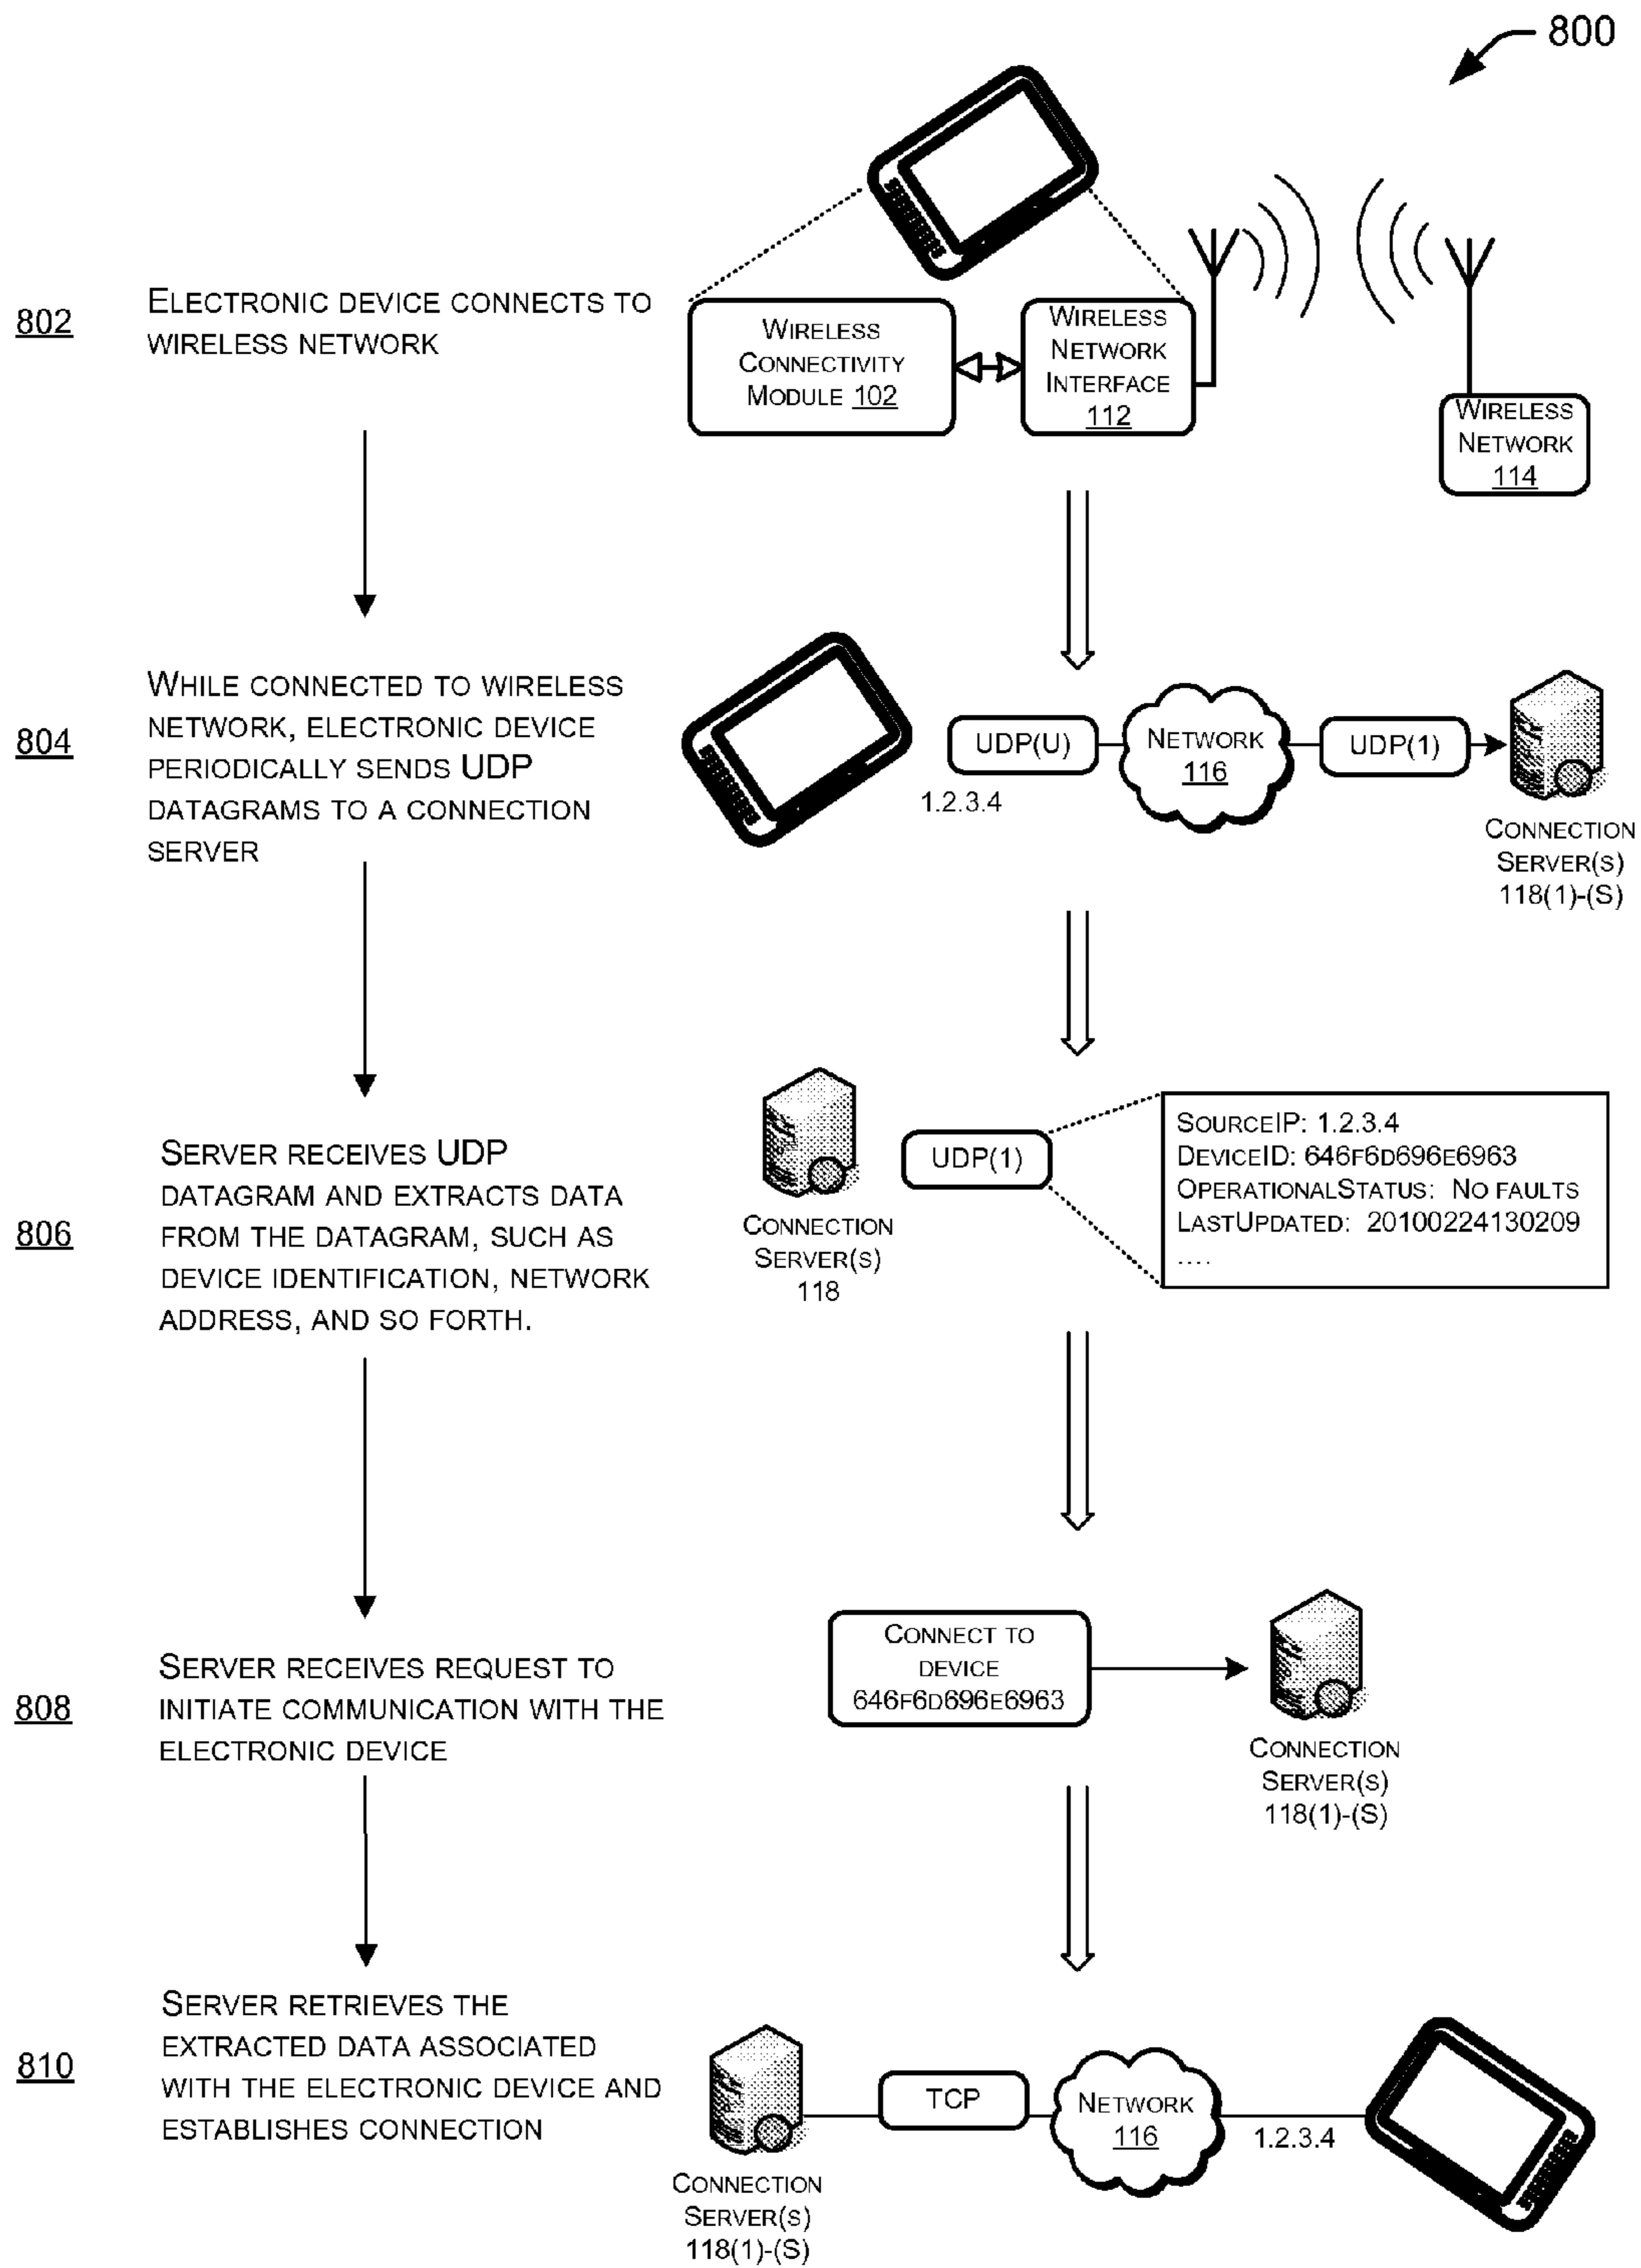 800
802
ELECTRONIC DEVICE CONNECTS TO
WIRELESS NETWORK
WIRELESS
CONNECTIVITY
MODULE 102
WIRELESS
NETWORK
INTERFACE
112
WIRELESS
NETWORK
114
804
WHILE CONNECTED TO WIRELESS
NETWORK, ELECTRONIC DEVICE
PERIODICALLY SENDS UDP
DATAGRAMS TO A CONNECTION
SERVER
UDP(U)
1.2.3.4
NETWORK
116
UDP(1)
CONNECTION
SERVER(S)
118(1)-(S)
806
SERVER RECEIVES UDP
DATAGRAM AND EXTRACTS DATA
FROM THE DATAGRAM, SUCH AS
DEVICE IDENTIFICATION, NETWORK
ADDRESS, AND SO FORTH.
CONNECTION
SERVER(S)
118
UDP(1)
SOURCEIP: 1.2.3.4
DEVICEID: 646F6D696E6963
OPERATIONALSTATUS: NO FAULTS
LASTUPDATED: 20100224130209
....
808
SERVER RECEIVES REQUEST TO
INITIATE COMMUNICATION WITH THE
ELECTRONIC DEVICE
CONNECT TO
DEVICE
646F6D696E6963
CONNECTION
SERVER(S)
118(1)-(S)
810
SERVER RETRIEVES THE
EXTRACTED DATA ASSOCIATED
WITH THE ELECTRONIC DEVICE AND
ESTABLISHES CONNECTION
CONNECTION
SERVER(S)
118(1)-(S)
TCP
NETWORK
116
1.2.3.4